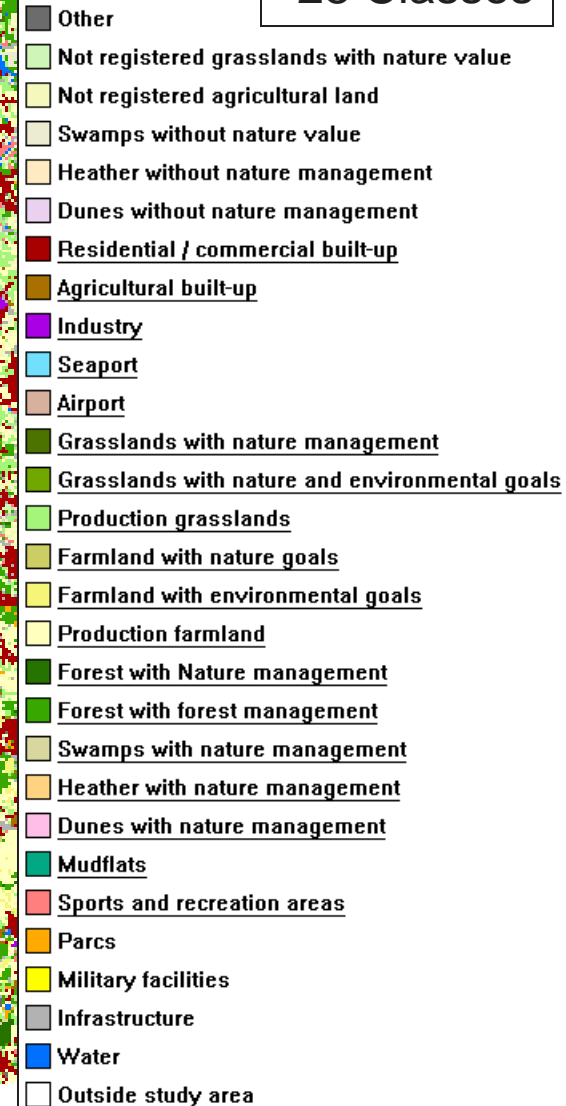 Classes
Other
Not registered grasslands with nature value
Not registered agricultural land
Swamps without nature value
Heather without nature management
Dunes without nature management
Residential / commercial built-up
Agricultural built-up
Industry
Seaport
Airport
Grasslands with nature management
Grasslands with nature and environmental goals
Production grasslands
Farmland with nature goals
Farmland with environmental goals
Production farmland
Forest with Nature management
Forest with forest management
Swamps with nature management
Heather with nature management
Dunes with nature management
Mudflats
Sports and recreation areas
Parcs
Military facilities
Infrastructure
Water
Outside study area